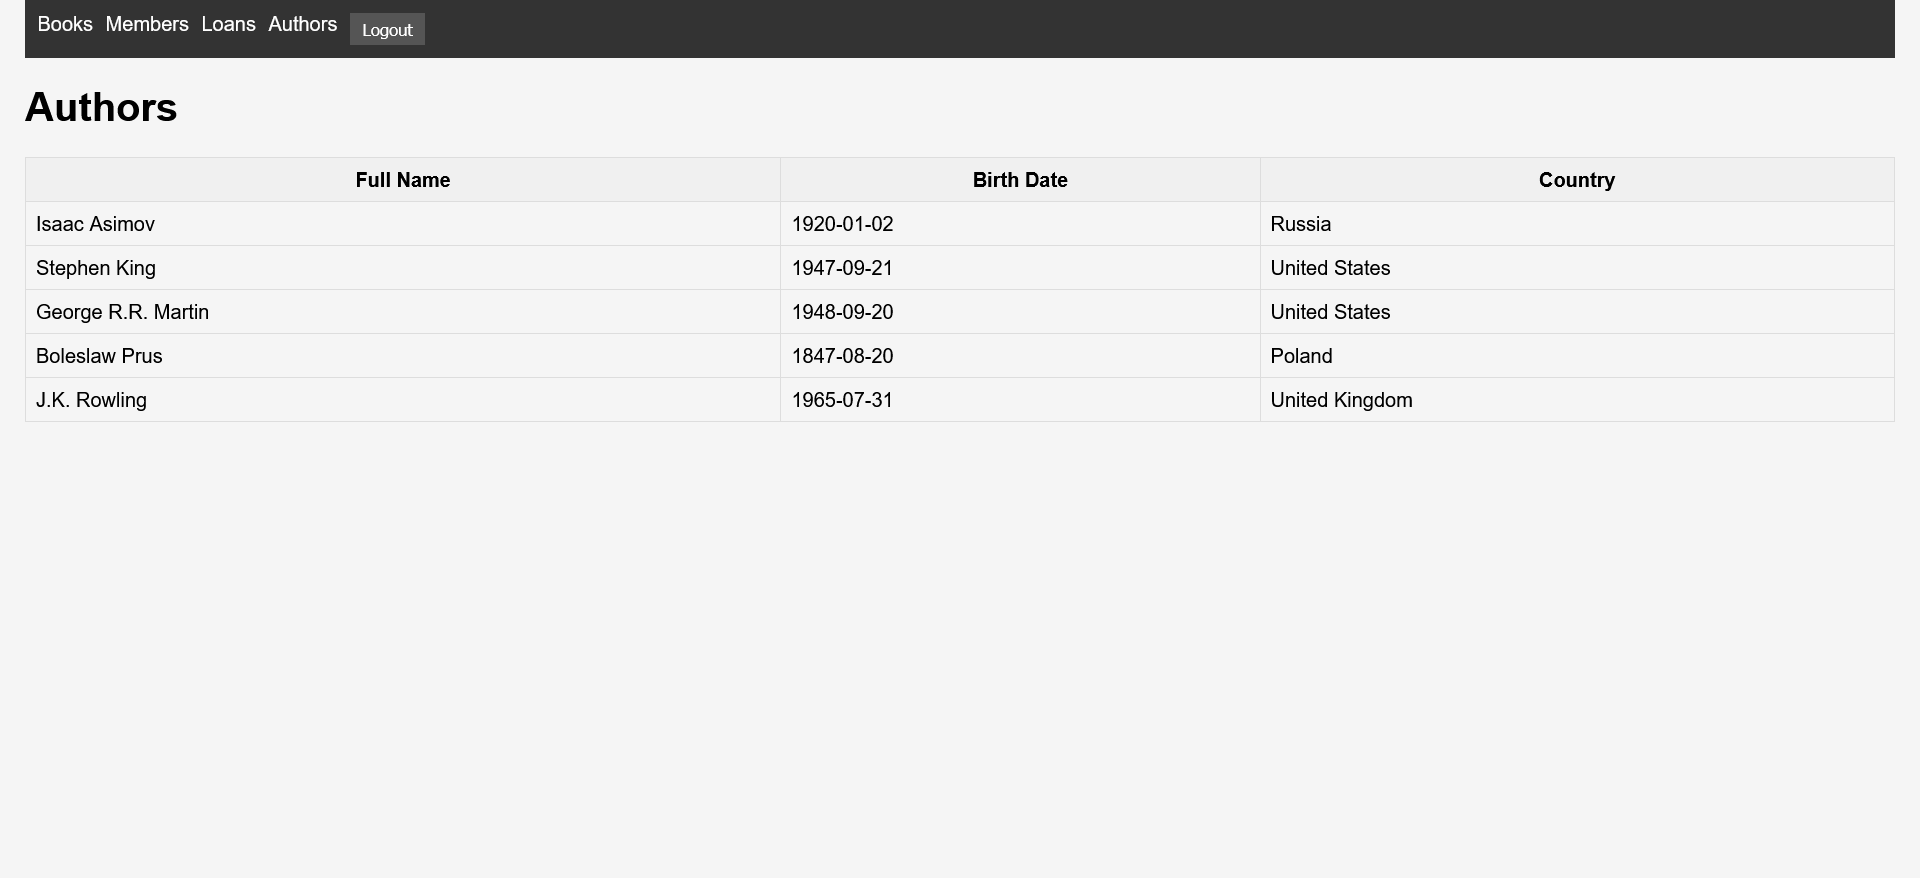 Books Members Loans Authors Logout
Authors
Full Name Birth Date Country
Isaac Asimov 1920-01-02 Russia
Stephen King 1947-09-21 United States
George R.R. Martin 1948-09-20 United States
Boleslaw Prus 1847-08-20 Poland
J.K. Rowling 1965-07-31 United Kingdom